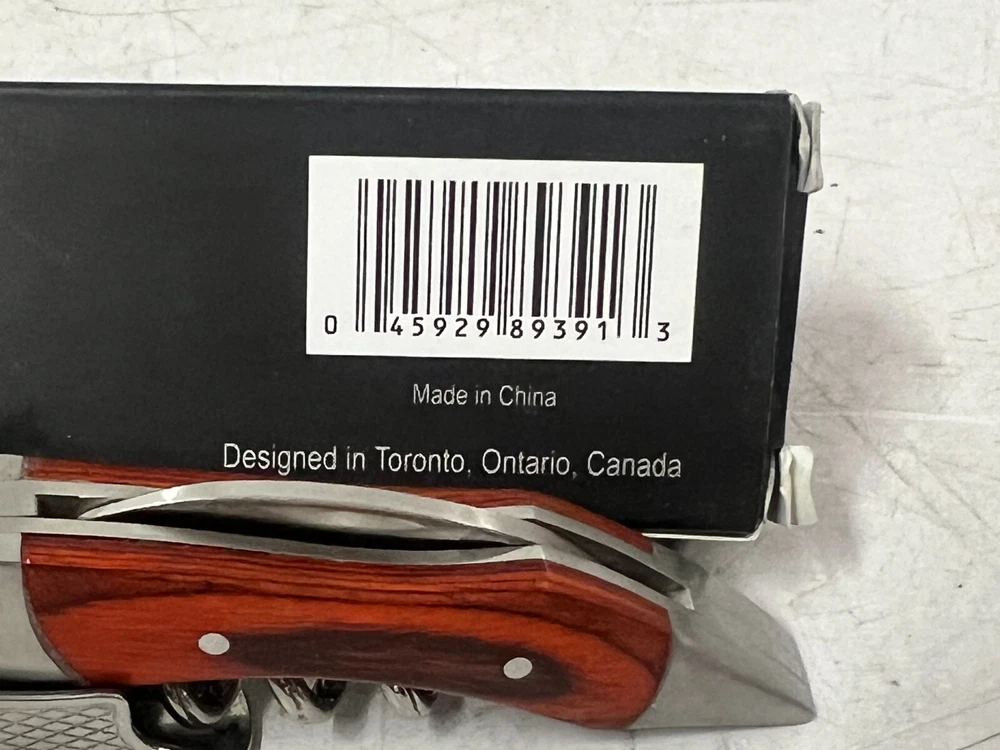 0 45929 89391 3
Made in China
Designed in Toronto, Ontario, Canada